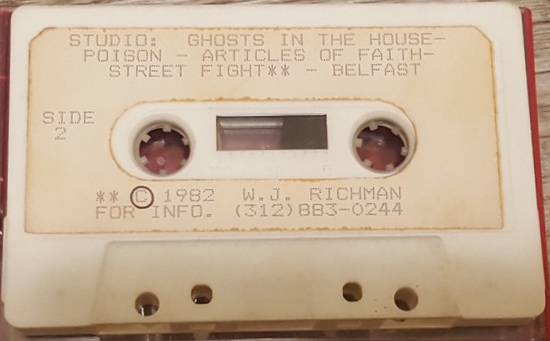 STUDIO: GHOSTS IN THE HOUSE-
POISON - ARTICLES OF FAITH-
STREET FIGHT** - BELFAST
SIDE
2
** © 1982 W.J. RICHMAN
FOR INFO. (312)883-0244